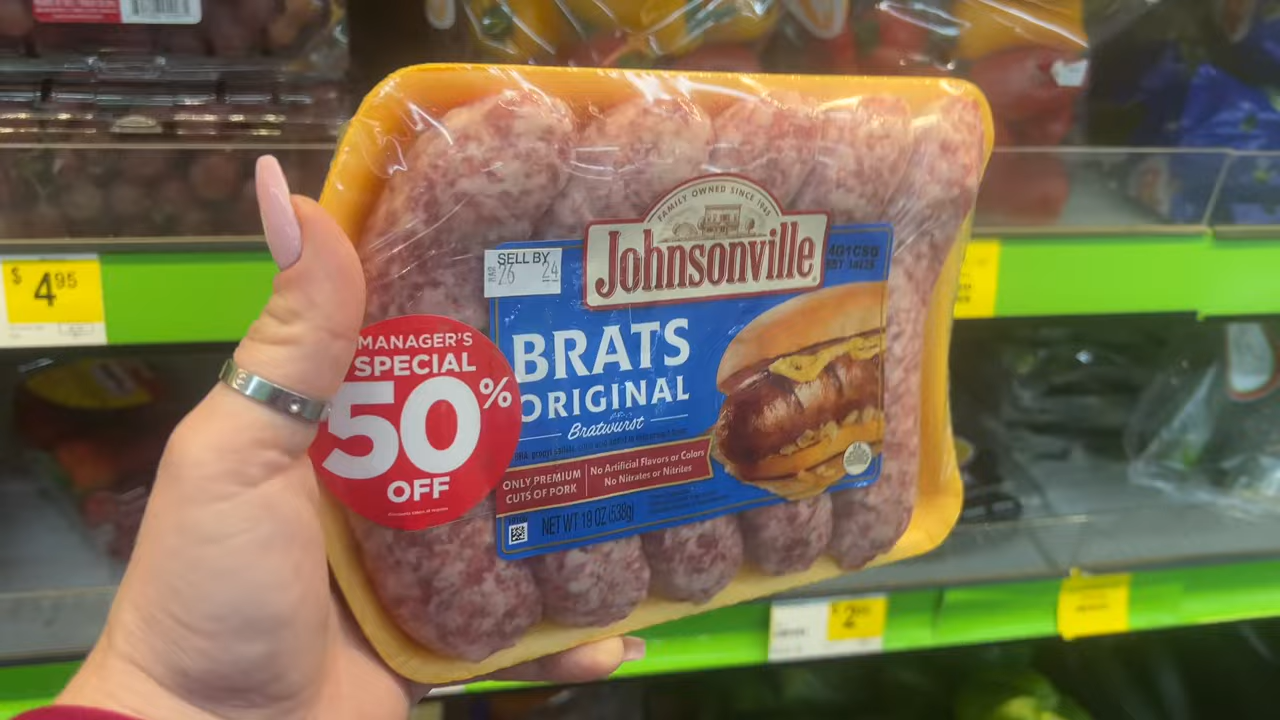 $ 4 95
FAMILY OWNED SINCE 1945
Johnsonville
SELL BY
26 24
BRATS
ORIGINAL
Bratwurst
ONLY PREMIUM
CUTS OF PORK
No Artificial Flavors or Colors
No Nitrates or Nitrites
NET WT 19 OZ (538g)
MANAGER'S
SPECIAL
50%
OFF
$2